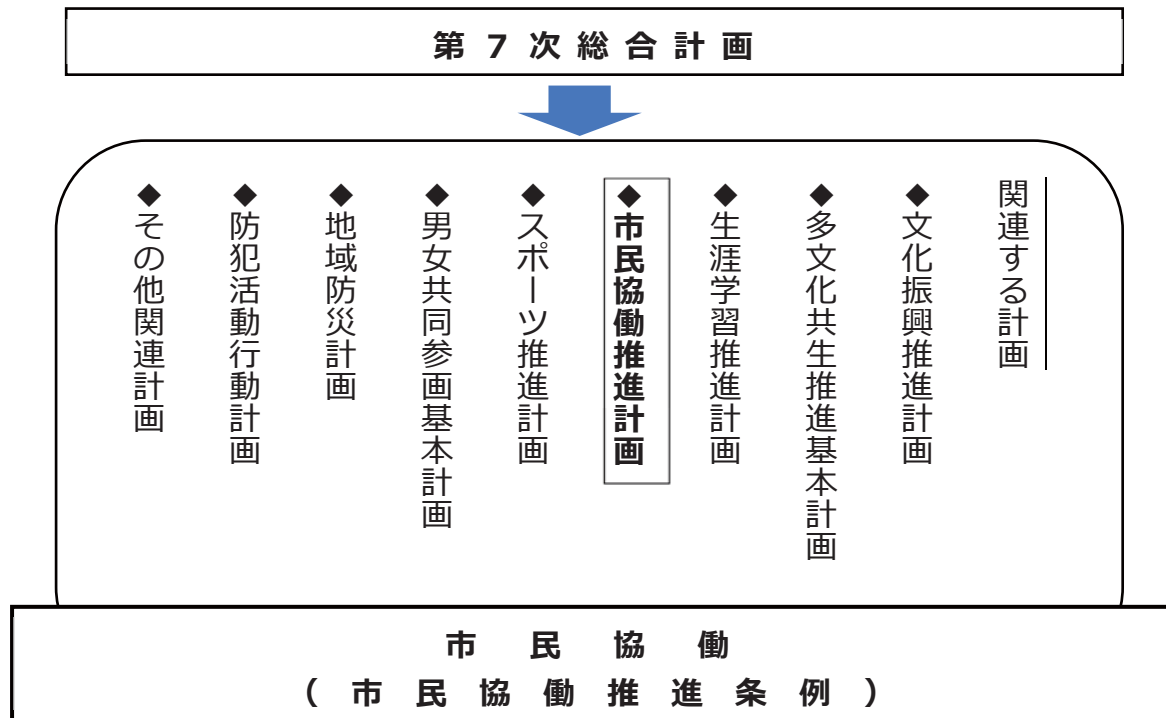 第７次総合計画
関連する計画
◆文化振興推進計画
◆多文化共生推進基本計画
◆生涯学習推進計画
◆市民協働推進計画
◆スポーツ推進計画
◆男女共同参画基本計画
◆地域防災計画
◆防犯活動行動計画
◆その他関連計画
市民協働
（市民協働推進条例）